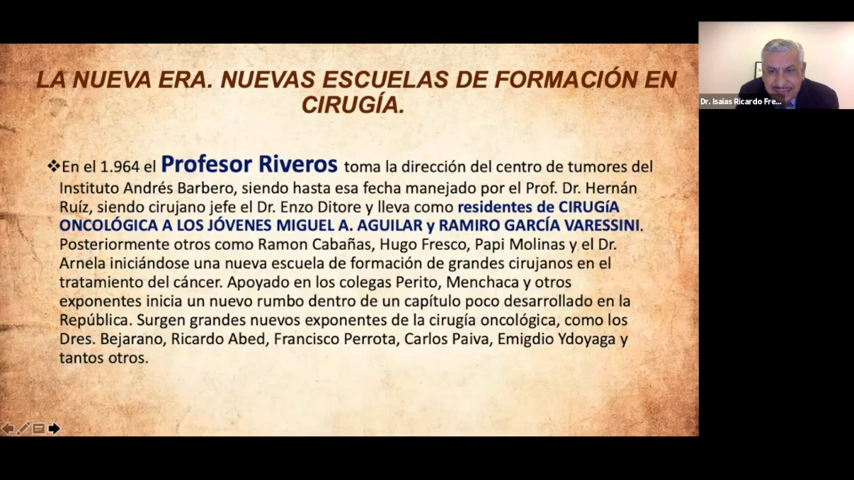 LA NUEVA ERA. NUEVAS ESCUELAS DE FORMACIÓN EN
CIRUGÍA.
❖En el 1.964 el Profesor Riveros toma la dirección del centro de tumores del
Instituto Andrés Barbero, siendo hasta esa fecha manejado por el Prof. Dr. Hernán
Ruíz, siendo cirujano jefe el Dr. Enzo Ditore y lleva como residentes de CIRUGíA
ONCOLÓGICA A LOS JÓVENES MIGUEL A. AGUILAR y RAMIRO GARCÍA VARESSINI.
Posteriormente otros como Ramon Cabañas, Hugo Fresco, Papi Molinas y el Dr.
Arnela iniciándose una nueva escuela de formación de grandes cirujanos en el
tratamiento del cáncer. Apoyado en los colegas Perito, Menchaca y otros
exponentes inicia un nuevo rumbo dentro de un capítulo poco desarrollado en la
República. Surgen grandes nuevos exponentes de la cirugía oncológica, como los
Dres. Bejarano, Ricardo Abed, Francisco Perrota, Carlos Paiva, Emigdio Ydoyaga y
tantos otros.
Dr. Isaias Ricardo Fre...